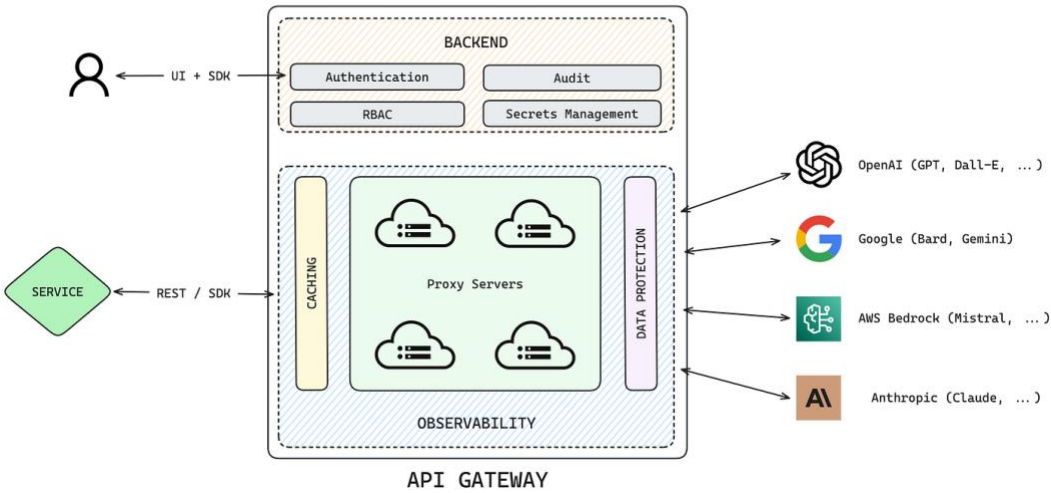 BACKEND
UI + SDK
Authentication
Audit
RBAC
Secrets Management
OpenAI (GPT, Dall-E, ...)
Google (Bard, Gemini)
SERVICE
REST / SDK
CACHING
Proxy Servers
DATA PROTECTION
AWS Bedrock (Mistral, ...)
Anthropic (Claude, ...)
OBSERVABILITY
API GATEWAY